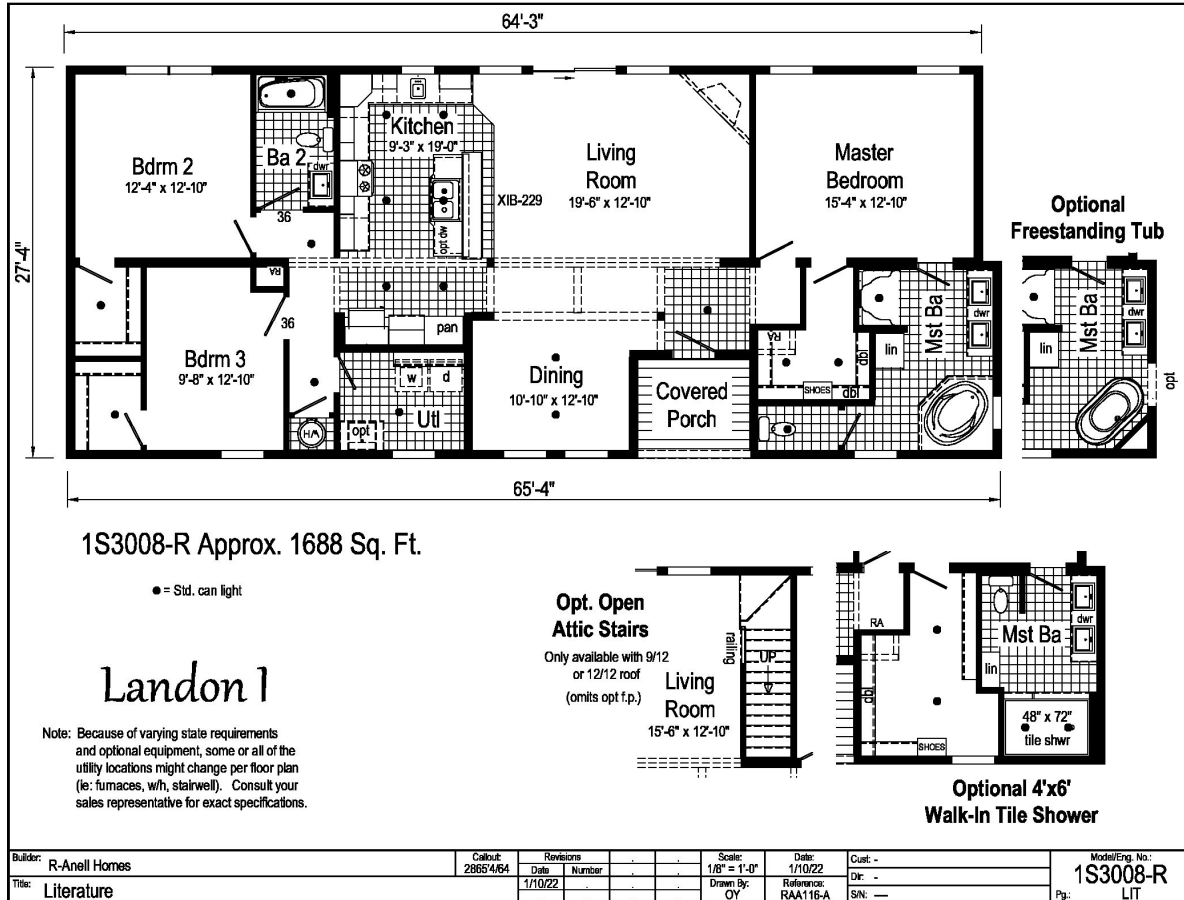 64'-3"
27'-4"
Bdrm 2
12'-4" x 12'-10"
Ba 2
dwr
36
Kitchen
9'-3" x 19'-0"
opt dw
XIB-229
Living
Room
19'-6" x 12'-10"
Master
Bedroom
15'-4" x 12'-10"
Optional
Freestanding Tub
RA
36
Bdrm 3
9'-8" x 12'-10"
W/H
pan
w
d
Utl
opt
Dining
10'-10" x 12'-10"
Covered
Porch
RA
dbl
SHOES
dbl
lin
Mst Ba
dwr
Mst Ba
dwr
lin
opt
65'-4"
1S3008-R Approx. 1688 Sq. Ft.
● = Std. can light
Landon I
Note: Because of varying state requirements
and optional equipment, some or all of the
utility locations might change per floor plan
(ie: furnaces, w/h, stairwell). Consult your
sales representative for exact specifications.
Opt. Open
Attic Stairs
Only available with 9/12
or 12/12 roof
(omits opt f.p.)
railing
UP
Living
Room
15'-6" x 12'-10"
RA
dbl
SHOES
lin
Mst Ba
dwr
48" x 72"
tile shwr
Optional 4'x6'
Walk-In Tile Shower
Builder: R-Anell Homes
Title: Literature
Callout:
2865'4/64
Revisions
Date Number
1/10/22
Scale:
1/8" = 1'-0"
Drawn By:
OY
Date:
1/10/22
Reference:
RAA116-A
Cust: -
Dir: -
S/N: —
Model/Eng. No.:
1S3008-R
Pg.: LIT